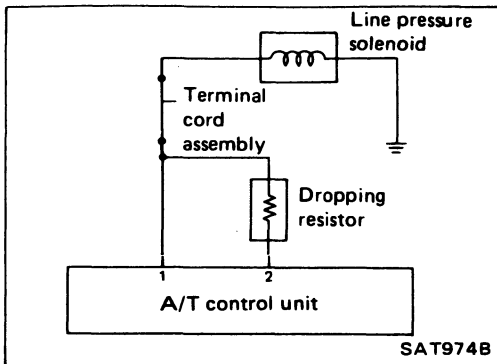 Line pressure
solenoid
Terminal
cord
assembly
Dropping
resistor
1
2
A/T control unit
SAT974B